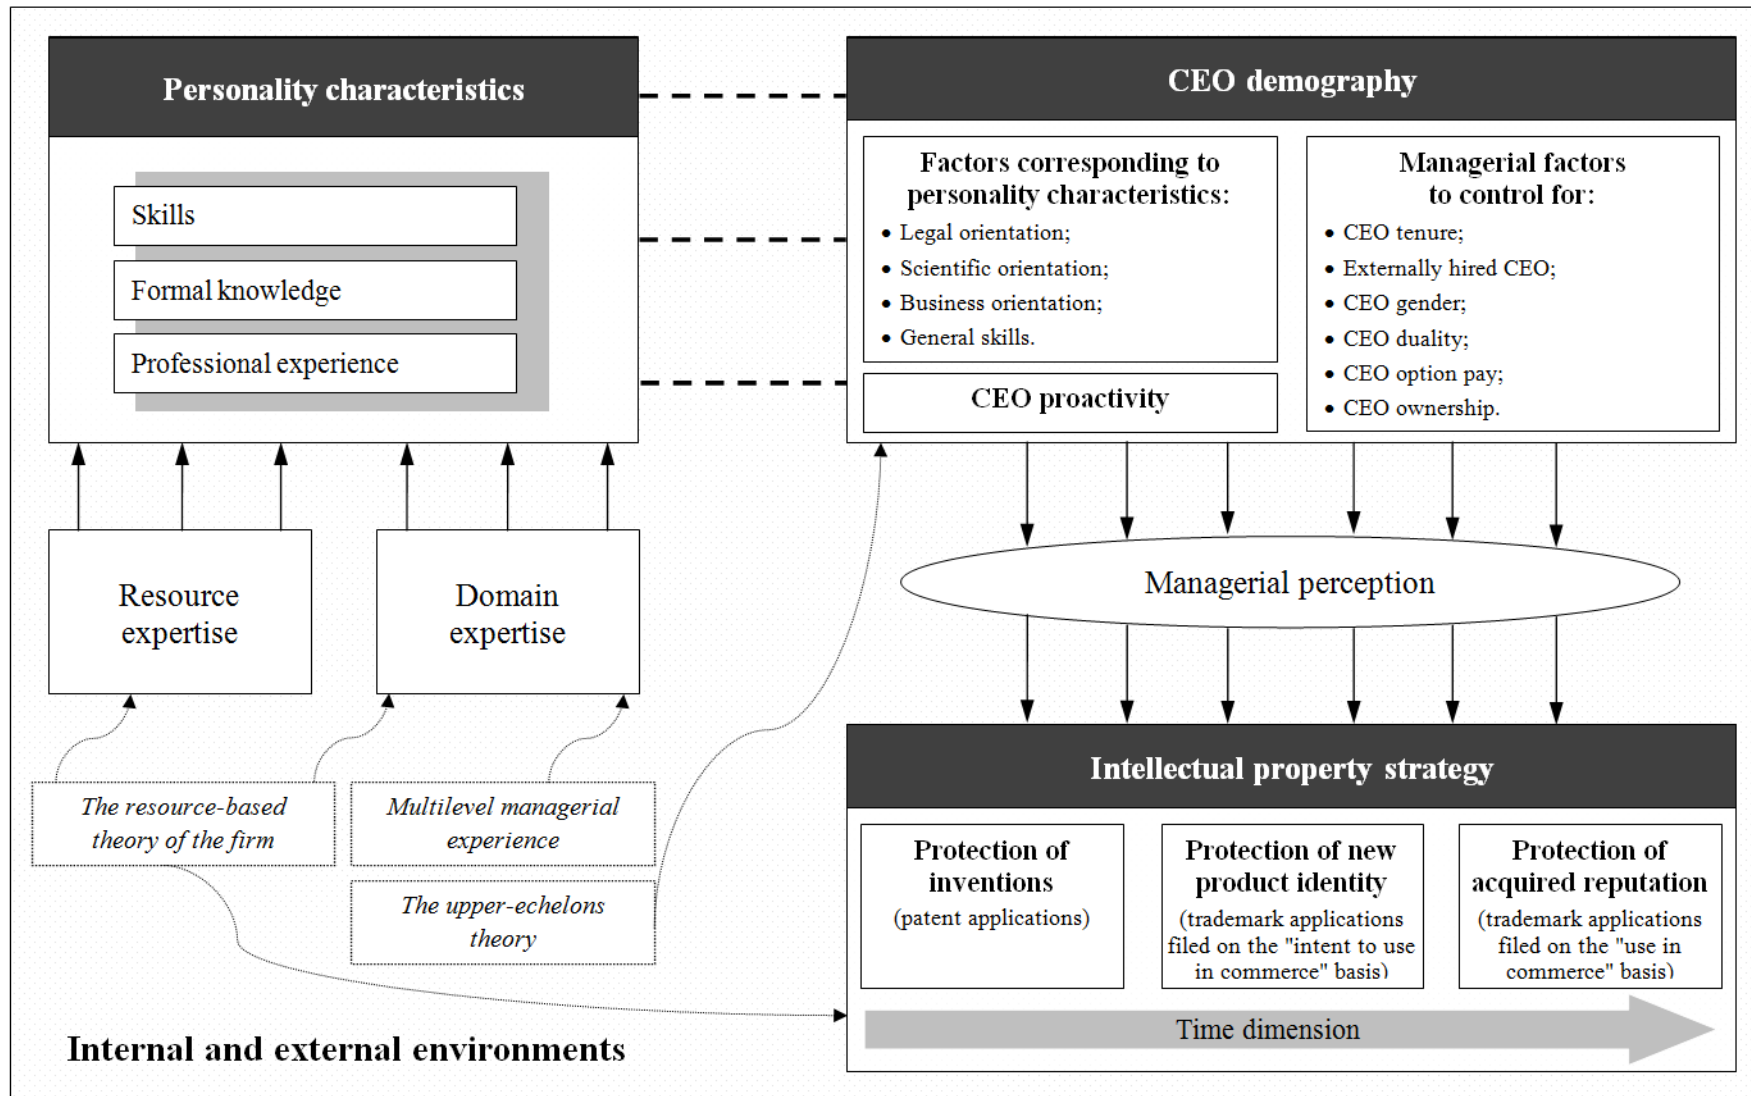 Personality characteristics
Skills
Formal knowledge
Professional experience
CEO demography
Factors corresponding to
personality characteristics:
• Legal orientation;
• Scientific orientation;
• Business orientation;
• General skills.
CEO proactivity
Managerial factors
to control for:
• CEO tenure;
• Externally hired CEO;
• CEO gender;
• CEO duality;
• CEO option pay;
• CEO ownership.
Resource
expertise
Domain
expertise
Managerial perception
The resource-based
theory of the firm
Multilevel managerial
experience
The upper-echelons
theory
Intellectual property strategy
Protection of
inventions
(patent applications)
Protection of new
product identity
(trademark applications
filed on the "intent to use
in commerce" basis)
Protection of
acquired reputation
(trademark applications
filed on the "use in
commerce" basis)
Time dimension
Internal and external environments